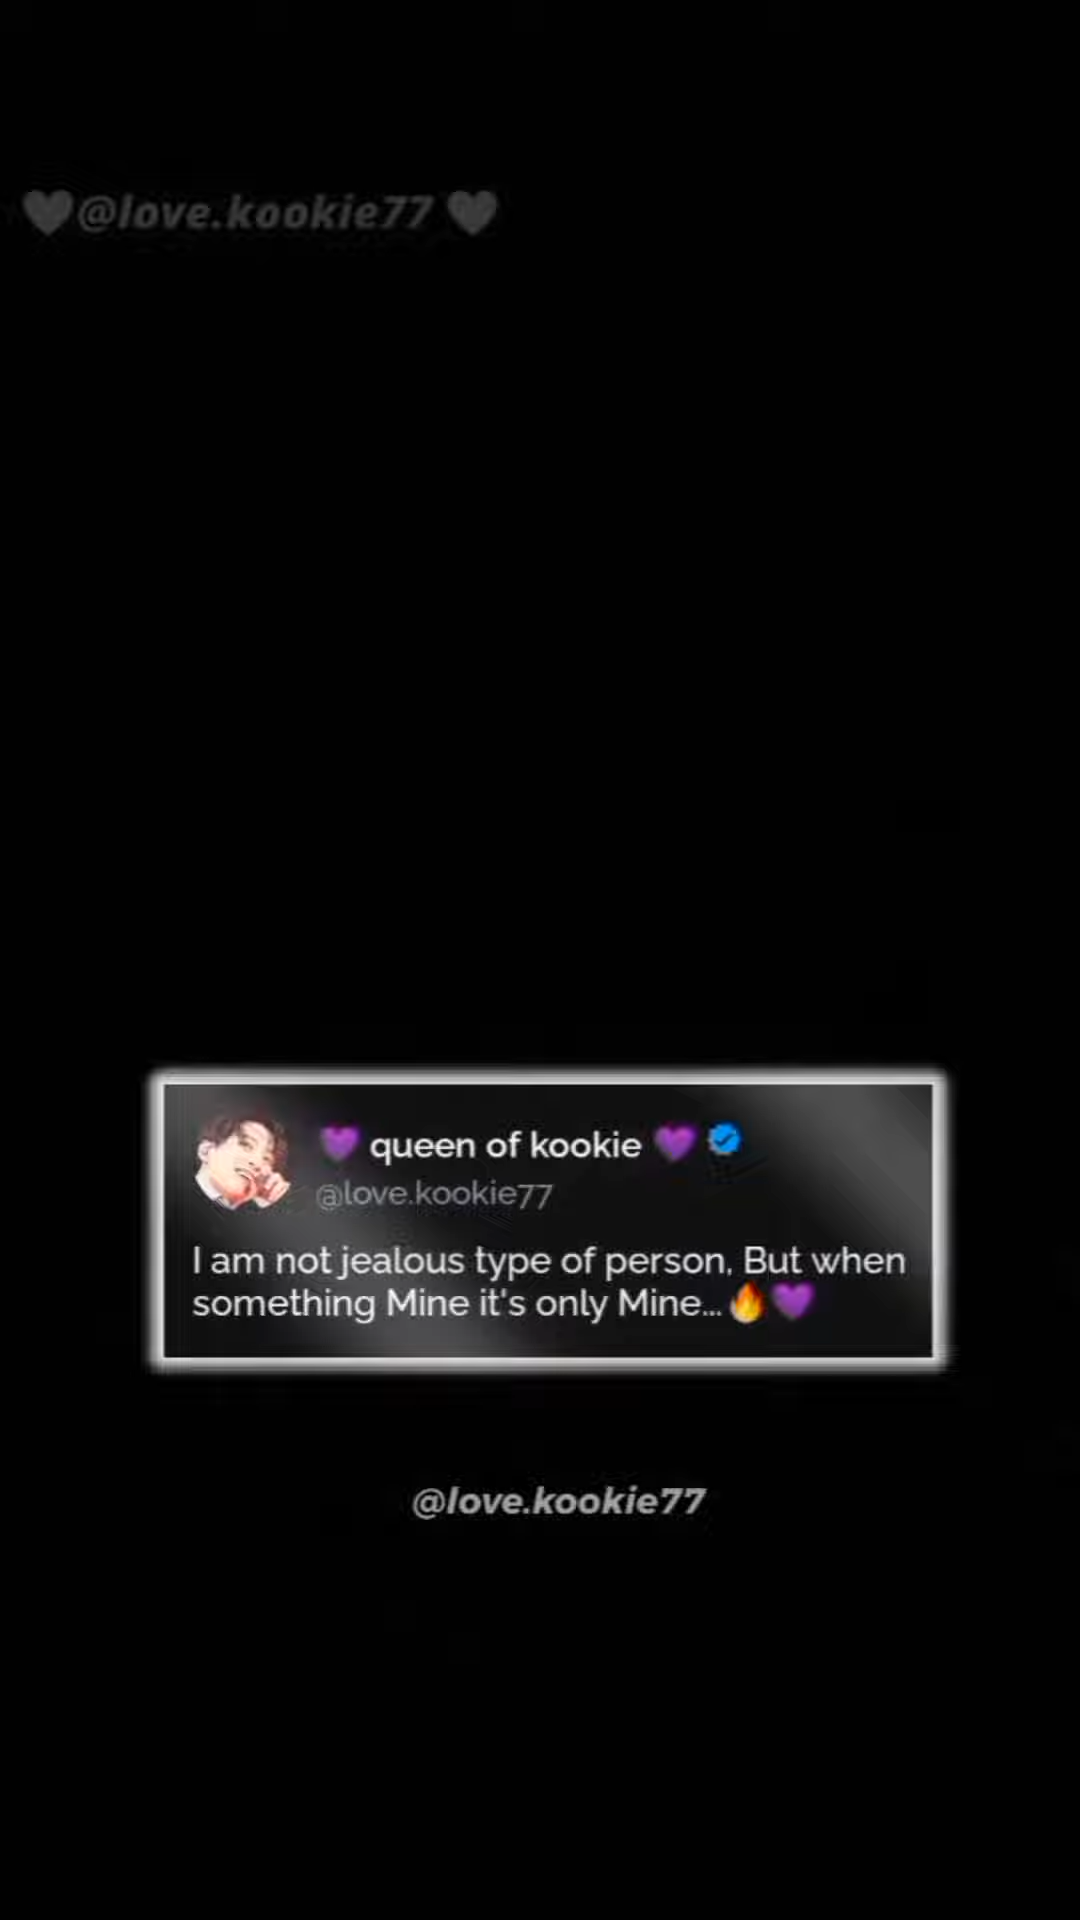 🖤@love.kookie77 🖤
💜 queen of kookie 💜
@love.kookie77
I am not jealous type of person, But when
something Mine it's only Mine...🔥💜
@love.kookie77